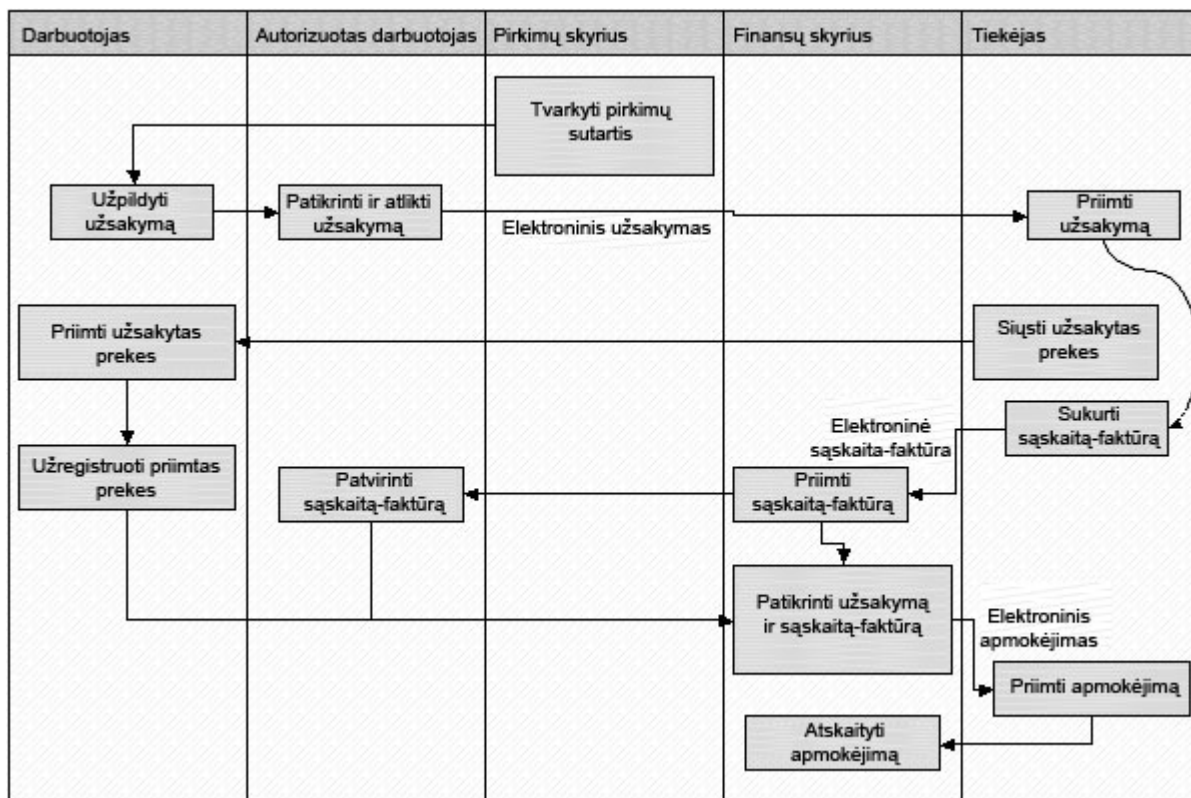 Darbuotojas
Autorizuotas darbuotojas
Pirkimų skyrius
Finansų skyrius
Tiekėjas
Tvarkyti pirkimų
sutartis
Užpildyti
užsakymą
Patikrinti ir atlikti
užsakymą
Elektroninis užsakymas
Priimti
užsakymą
Priimti užsakytas
prekes
Siųsti užsakytas
prekes
Sukurti
sąskaitą-faktūrą
Elektroninė
sąskaita-faktūra
Užregistruoti priimtas
prekes
Patvirinti
sąskaitą-faktūrą
Priimti
sąskaitą-faktūrą
Patikrinti užsakymą
ir sąskaitą-faktūrą
Elektroninis
apmokėjimas
Priimti apmokėjimą
Atskaityti
apmokėjimą